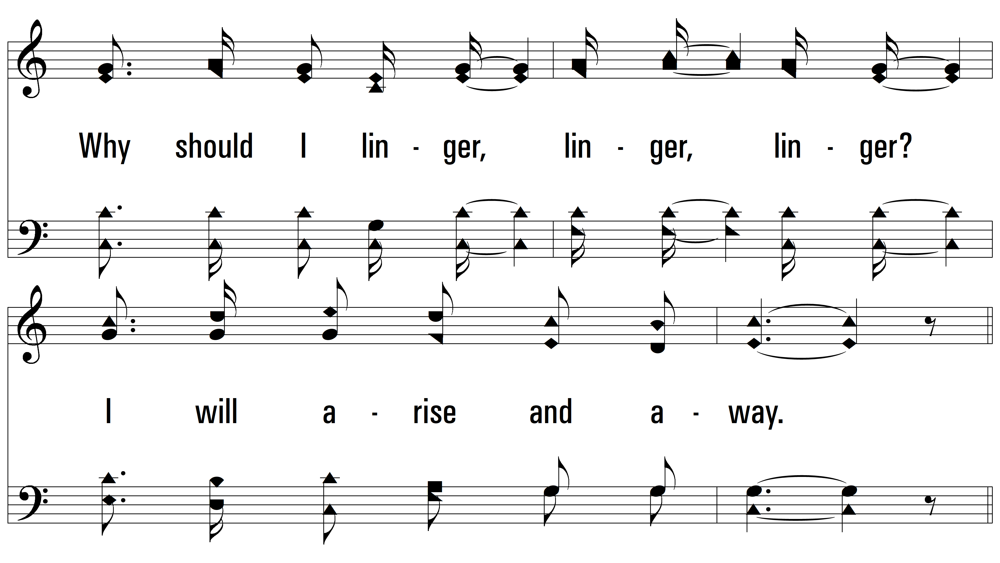 Why should I lin - ger, lin - ger, lin - ger?
I will a - rise and a - way.